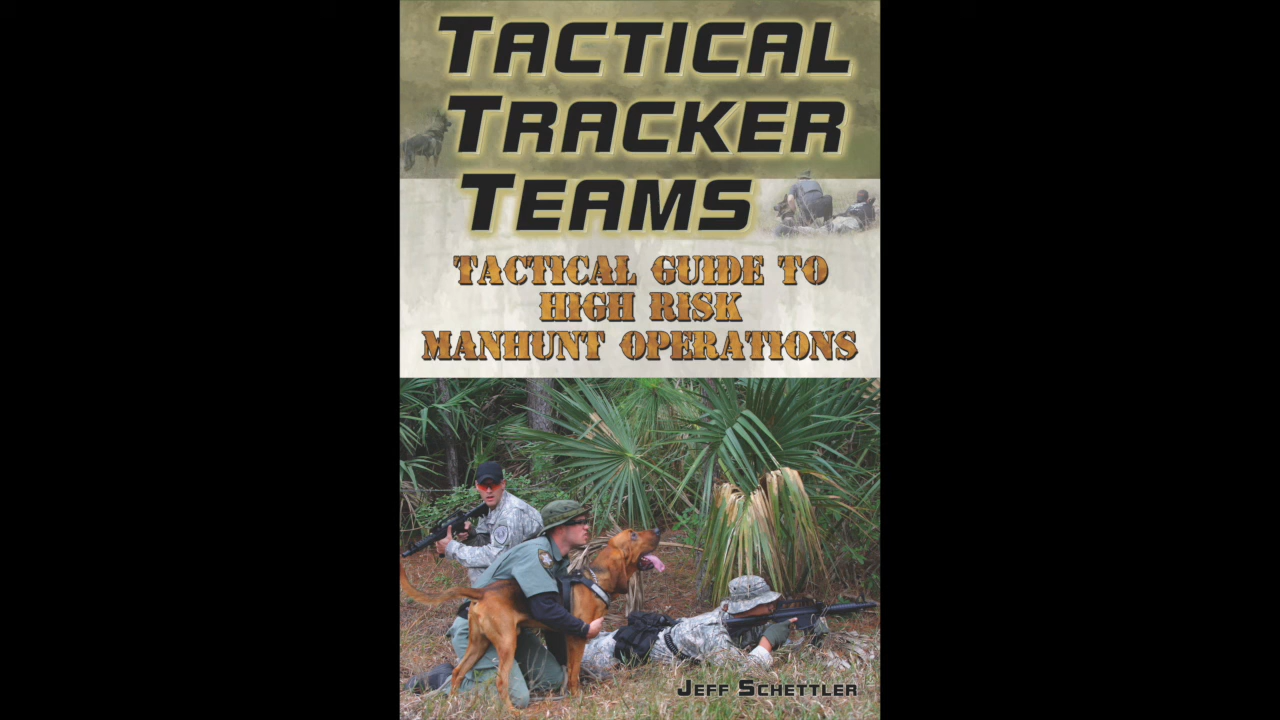 TACTICAL
TRACKER
TEAMS
TACTICAL GUIDE TO
HIGH RISK
MANHUNT OPERATIONS
JEFF SCHETTLER